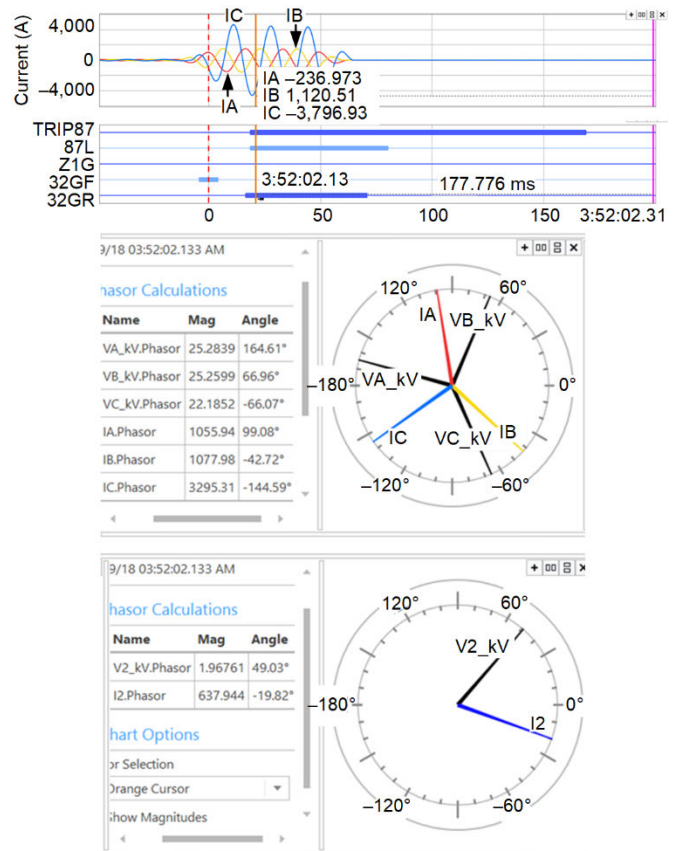 IC
IB
4,000
0
–4,000
Current (A)
IA
IA –236.973
IB 1,120.51
IC –3,796.93
TRIP87
87L
Z1G
32GF
32GR
3:52:02.13
177.776 ms
0
50
100
150
3:52:02.31
9/18 03:52:02.133 AM
hasor Calculations
Name Mag Angle
VA_kV.Phasor 25.2839 164.61°
VB_kV.Phasor 25.2599 66.96°
VC_kV.Phasor 22.1852 -66.07°
IA.Phasor 1055.94 99.08°
IB.Phasor 1077.98 -42.72°
IC.Phasor 3295.31 -144.59°
120°
60°
IA
VB_kV
–180°
VA_kV
0°
IC
VC_kV
IB
–120°
–60°
9/18 03:52:02.133 AM
hasor Calculations
Name Mag Angle
V2_kV.Phasor 1.96761 49.03°
I2.Phasor 637.944 -19.82°
hart Options
or Selection
Orange Cursor
Show Magnitudes
120°
60°
V2_kV
–180°
0°
I2
–120°
–60°